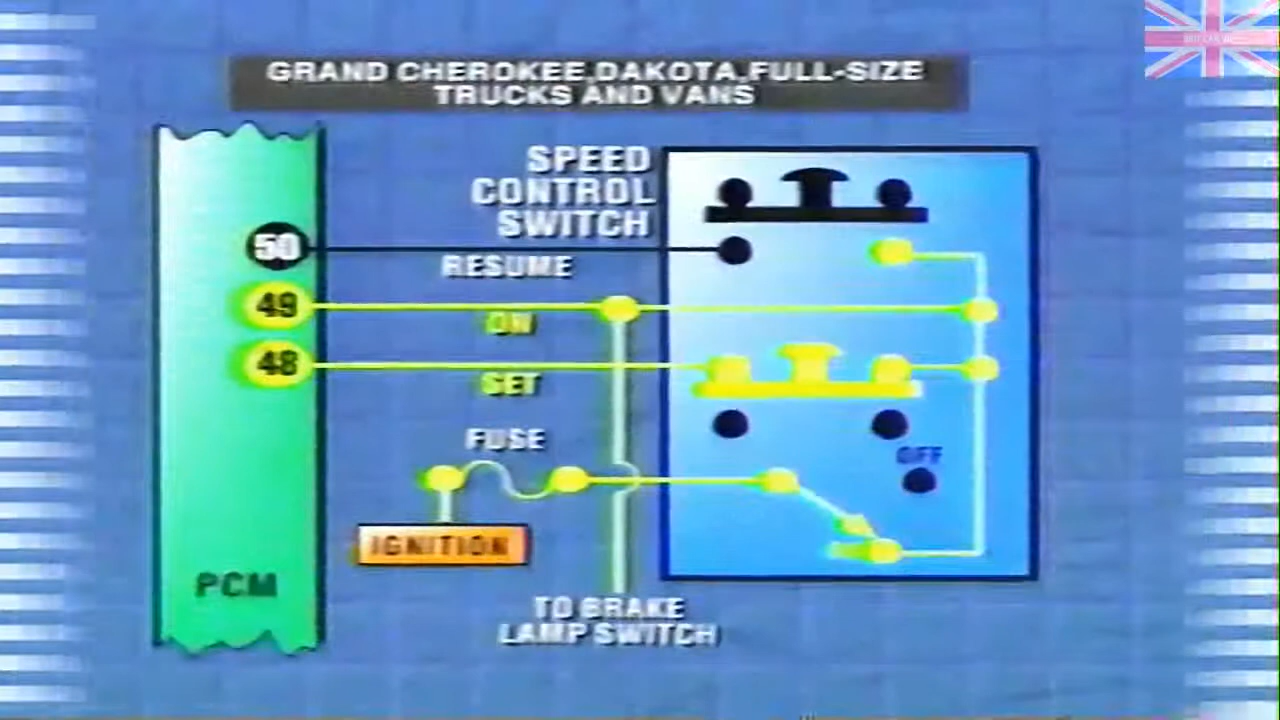 GRAND CHEROKEE,DAKOTA,FULL-SIZE
TRUCKS AND VANS
SPEED
CONTROL
SWITCH
50
RESUME
49
ON
48
SET
FUSE
OFF
IGNITION
PCM
TO BRAKE
LAMP SWITCH